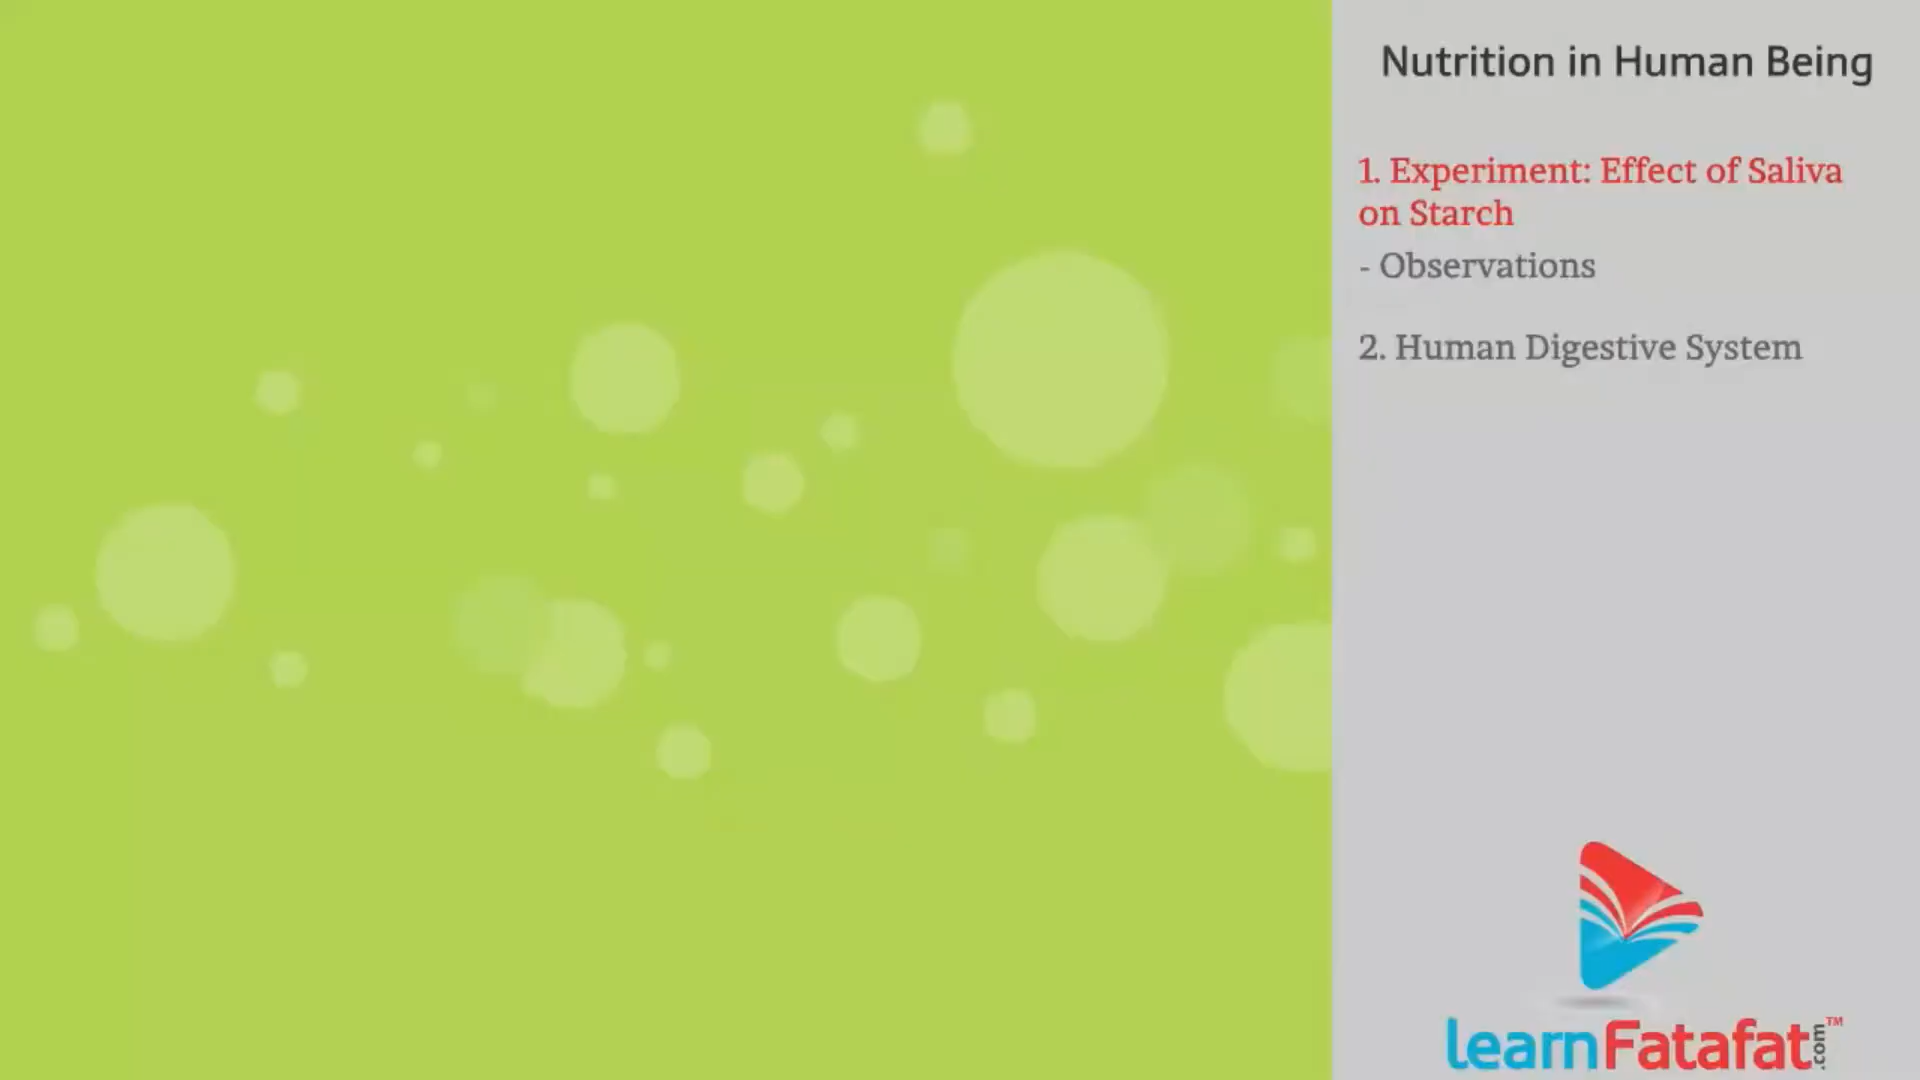 Nutrition in Human Being
1. Experiment: Effect of Saliva
on Starch
- Observations
2. Human Digestive System
learnFatafat.com™